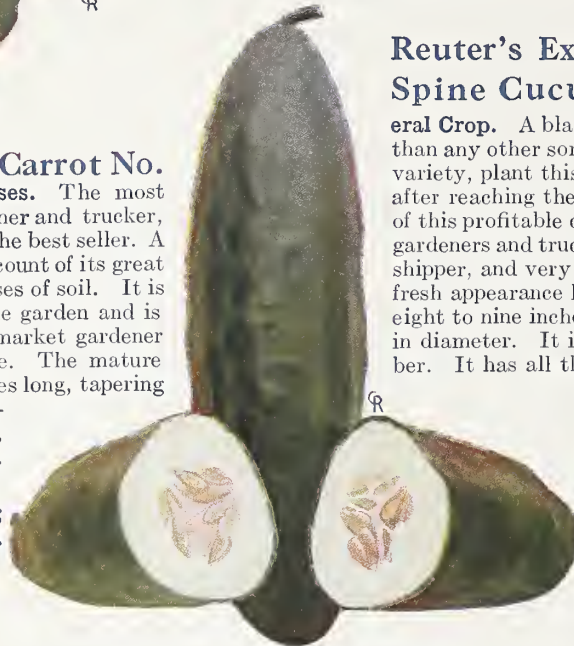 Carrot No.
ses. The most
ner and trucker,
he best seller. A
count of its great
ses of soil. It is
e garden and is
market gardener
e. The mature
es long, tapering
Reuter's Ex
Spine Cucu
eral Crop. A bla
than any other sor
variety, plant this
after reaching the
of this profitable
gardeners and truc
shipper, and very
fresh appearance
eight to nine inche
in diameter. It i
ber. It has all th